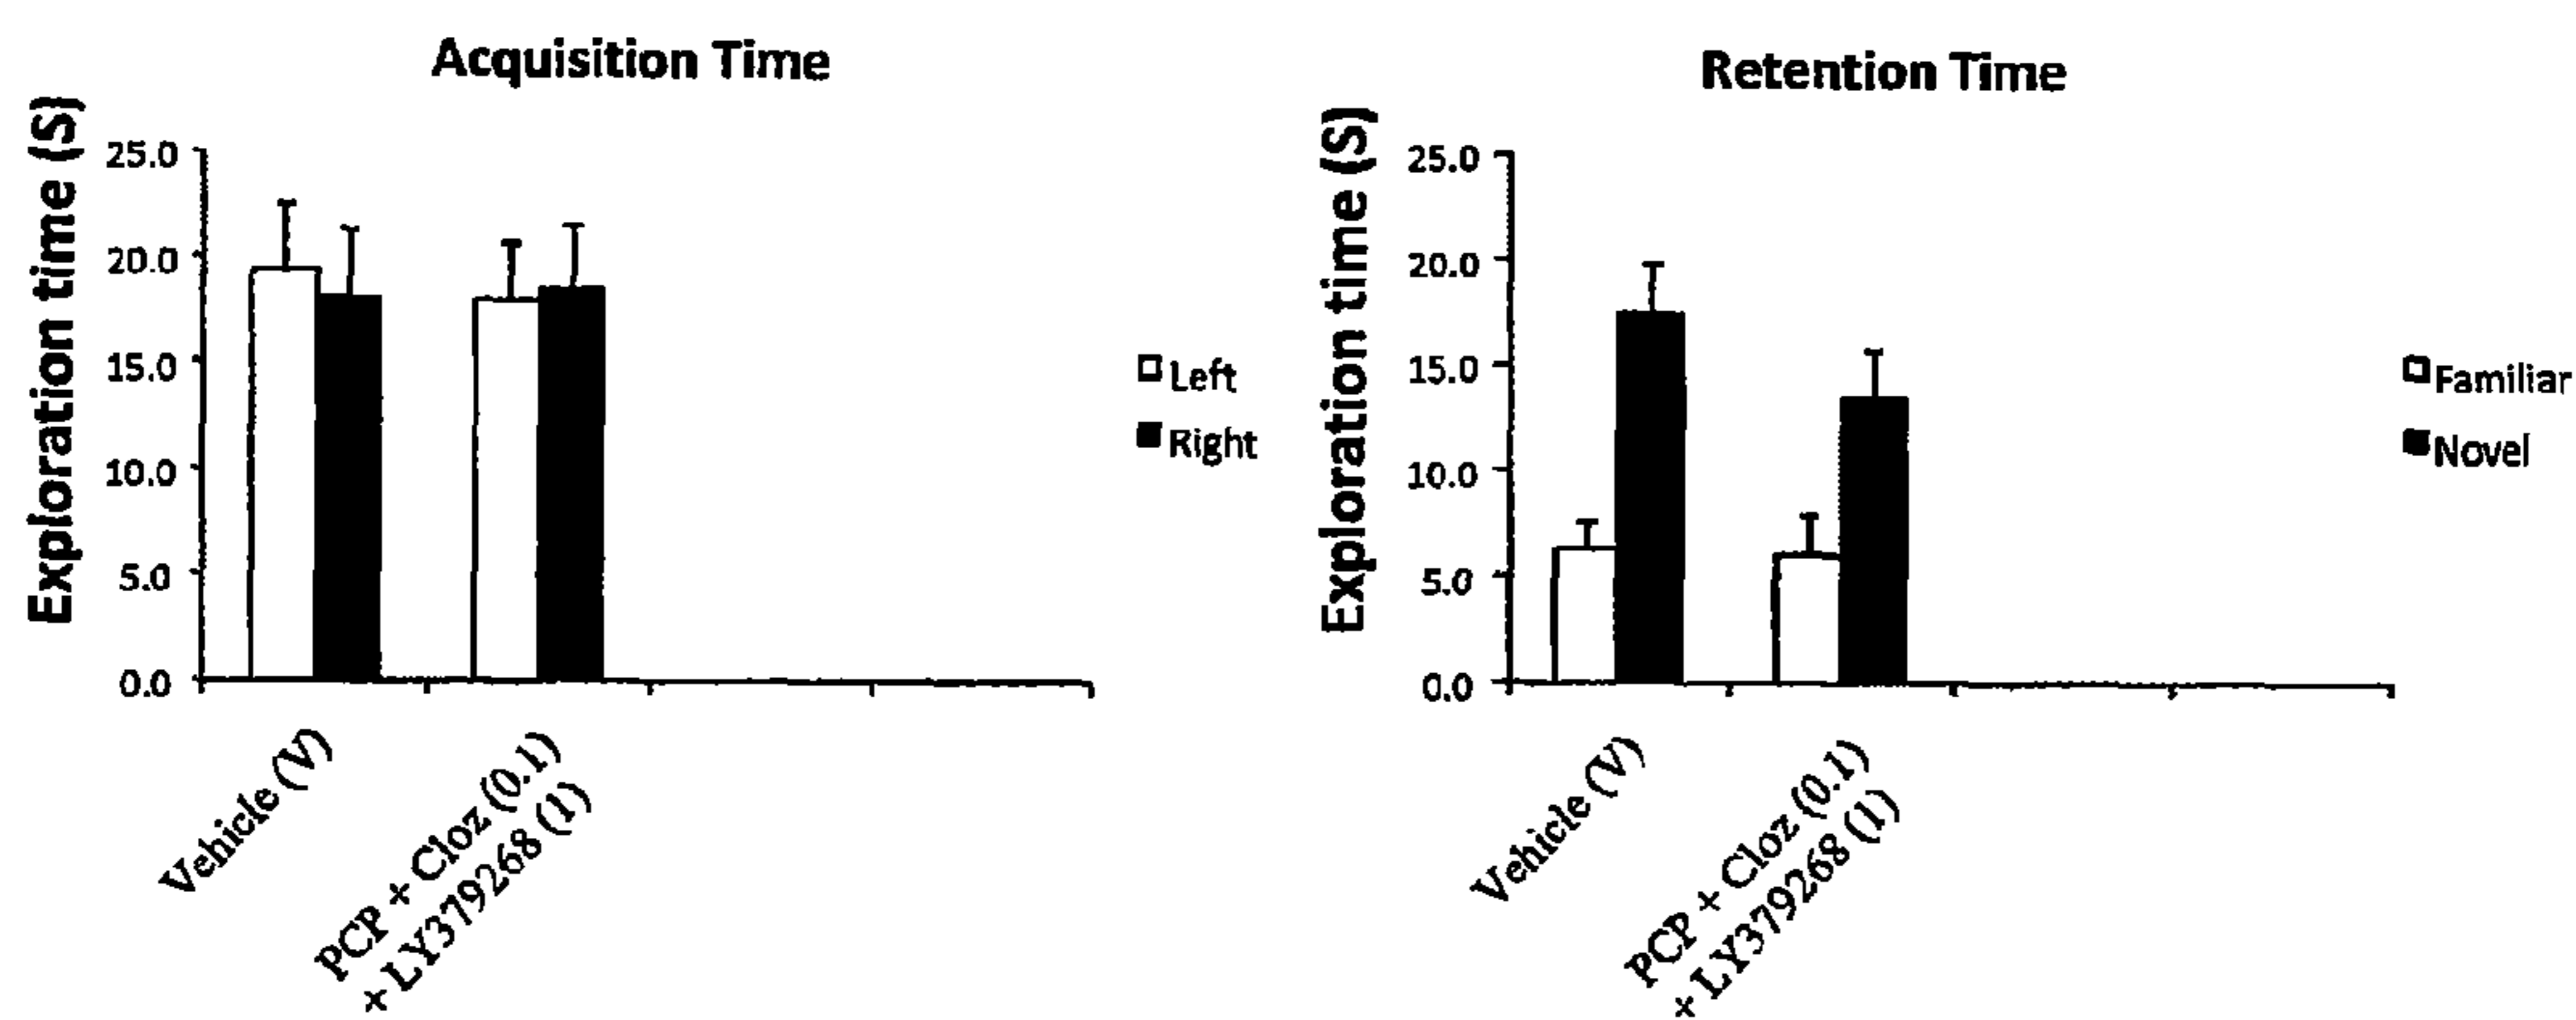 Acquisition Time
Exploration time (S)
25.0
20.0
15.0
10.0
5.0
0.0
Vehicle (V)
PCP + Cloz (0.1)
+ LY379268 (1)
Left
Right
Retention Time
Exploration time (S)
25.0
20.0
15.0
10.0
5.0
0.0
Vehicle (V)
PCP + Cloz (0.1)
+ LY379268 (1)
Familiar
Novel